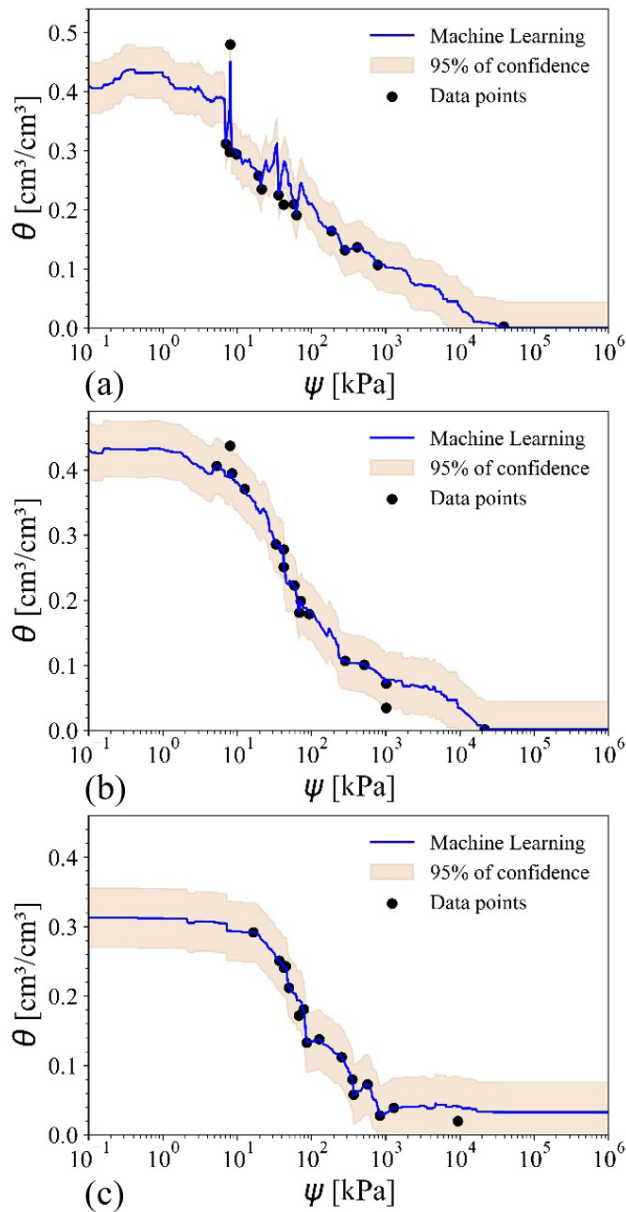 0.5
0.4
0.3
0.2
0.1
0.0
θ [cm³/cm³]
Machine Learning
95% of confidence
Data points
10⁻¹ 10⁰ 10¹ 10² 10³ 10⁴ 10⁵ 10⁶
(a) ψ [kPa]
0.4
0.3
0.2
0.1
0.0
θ [cm³/cm³]
Machine Learning
95% of confidence
Data points
10⁻¹ 10⁰ 10¹ 10² 10³ 10⁴ 10⁵ 10⁶
(b) ψ [kPa]
0.4
0.3
0.2
0.1
0.0
θ [cm³/cm³]
Machine Learning
95% of confidence
Data points
10⁻¹ 10⁰ 10¹ 10² 10³ 10⁴ 10⁵ 10⁶
(c) ψ [kPa]